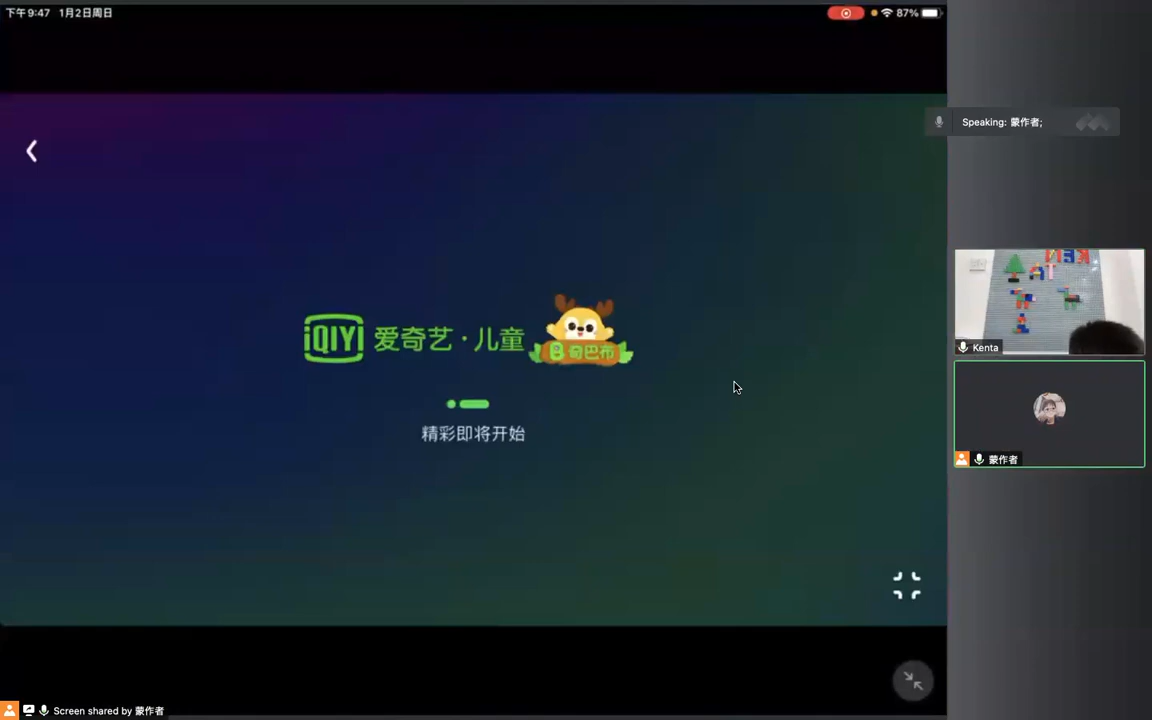 下午9:47 1月2日周日
87%
Speaking: 蒙作者;
iQIY 爱奇艺·儿童
奇巴布
精彩即将开始
Kenta
蒙作者
Screen shared by 蒙作者